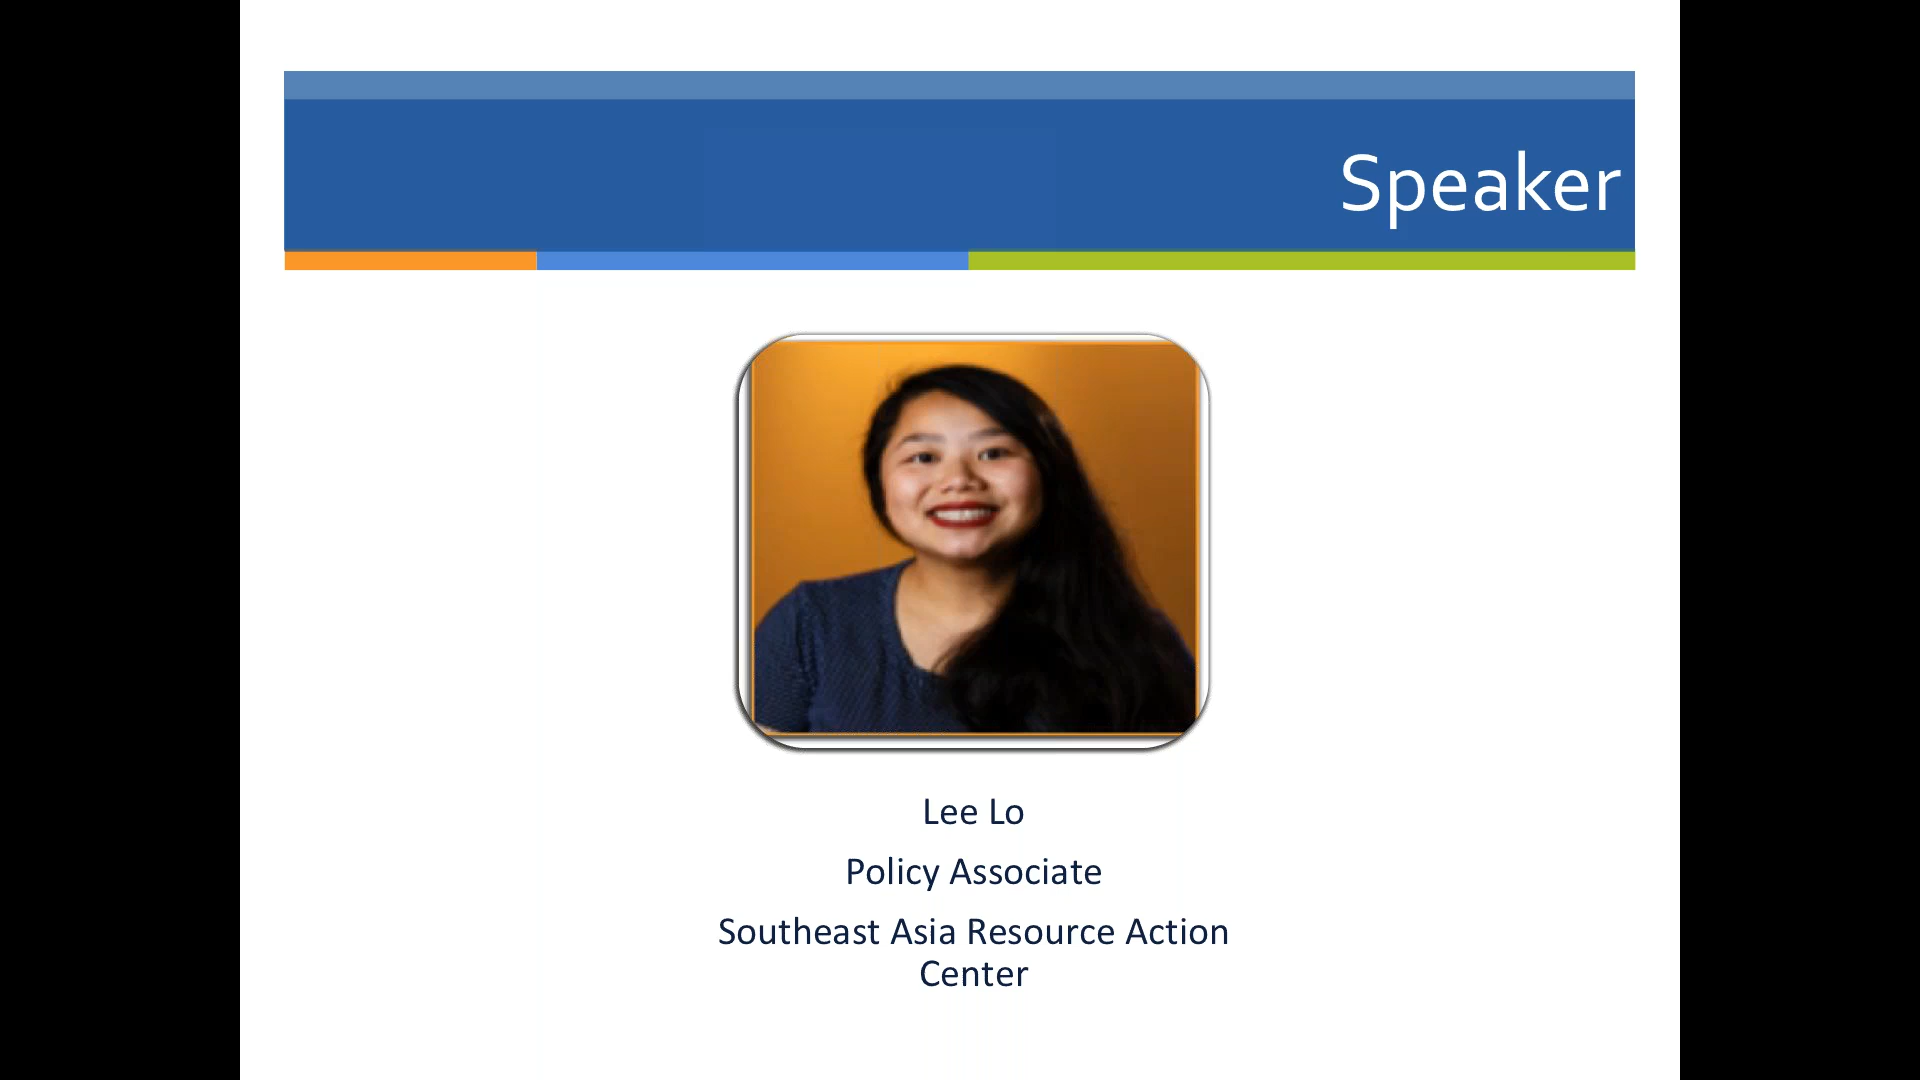 Speaker
Lee Lo
Policy Associate
Southeast Asia Resource Action
Center